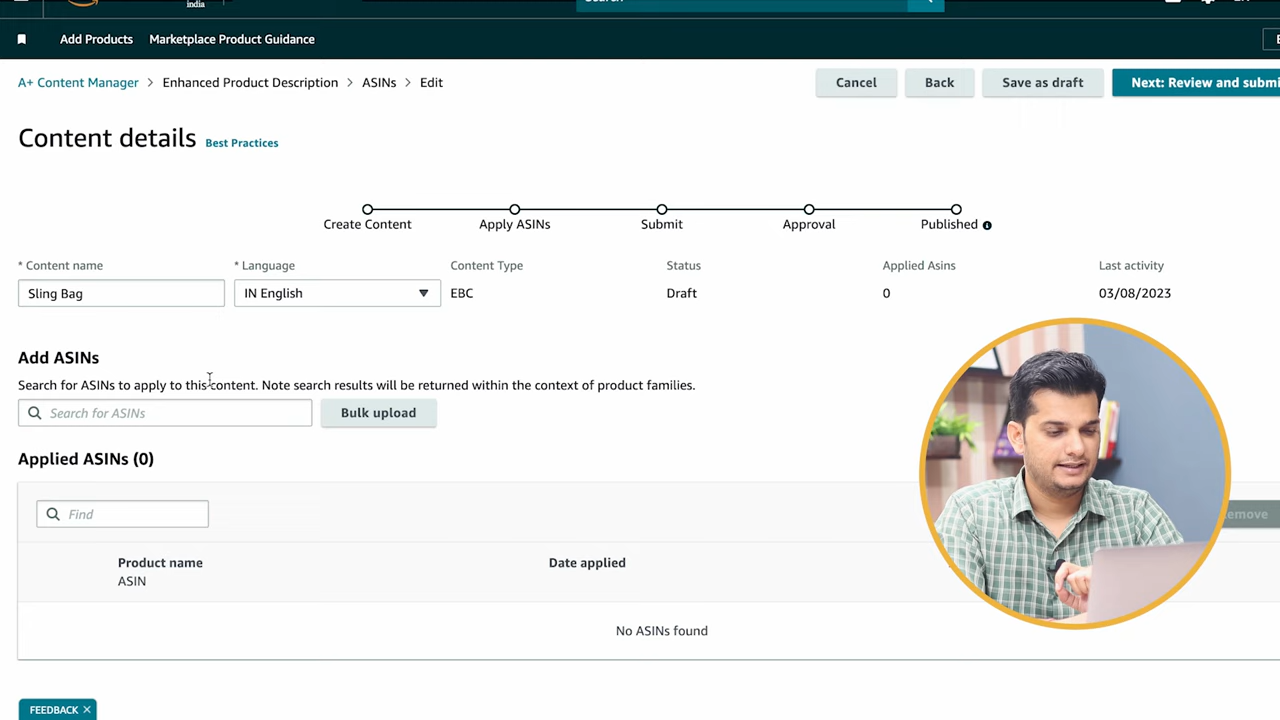 india
Add Products Marketplace Product Guidance
A+ Content Manager > Enhanced Product Description > ASINs > Edit
Cancel Back Save as draft Next: Review and submi
Content details Best Practices
Create Content Apply ASINs Submit Approval Published
* Content name * Language Content Type Status Applied Asins Last activity
Sling Bag IN English EBC Draft 0 03/08/2023
Add ASINs
Search for ASINs to apply to this content. Note search results will be returned within the context of product families.
Search for ASINs Bulk upload
Applied ASINs (0)
Find emove
Product name Date applied
ASIN
No ASINs found
FEEDBACK ×